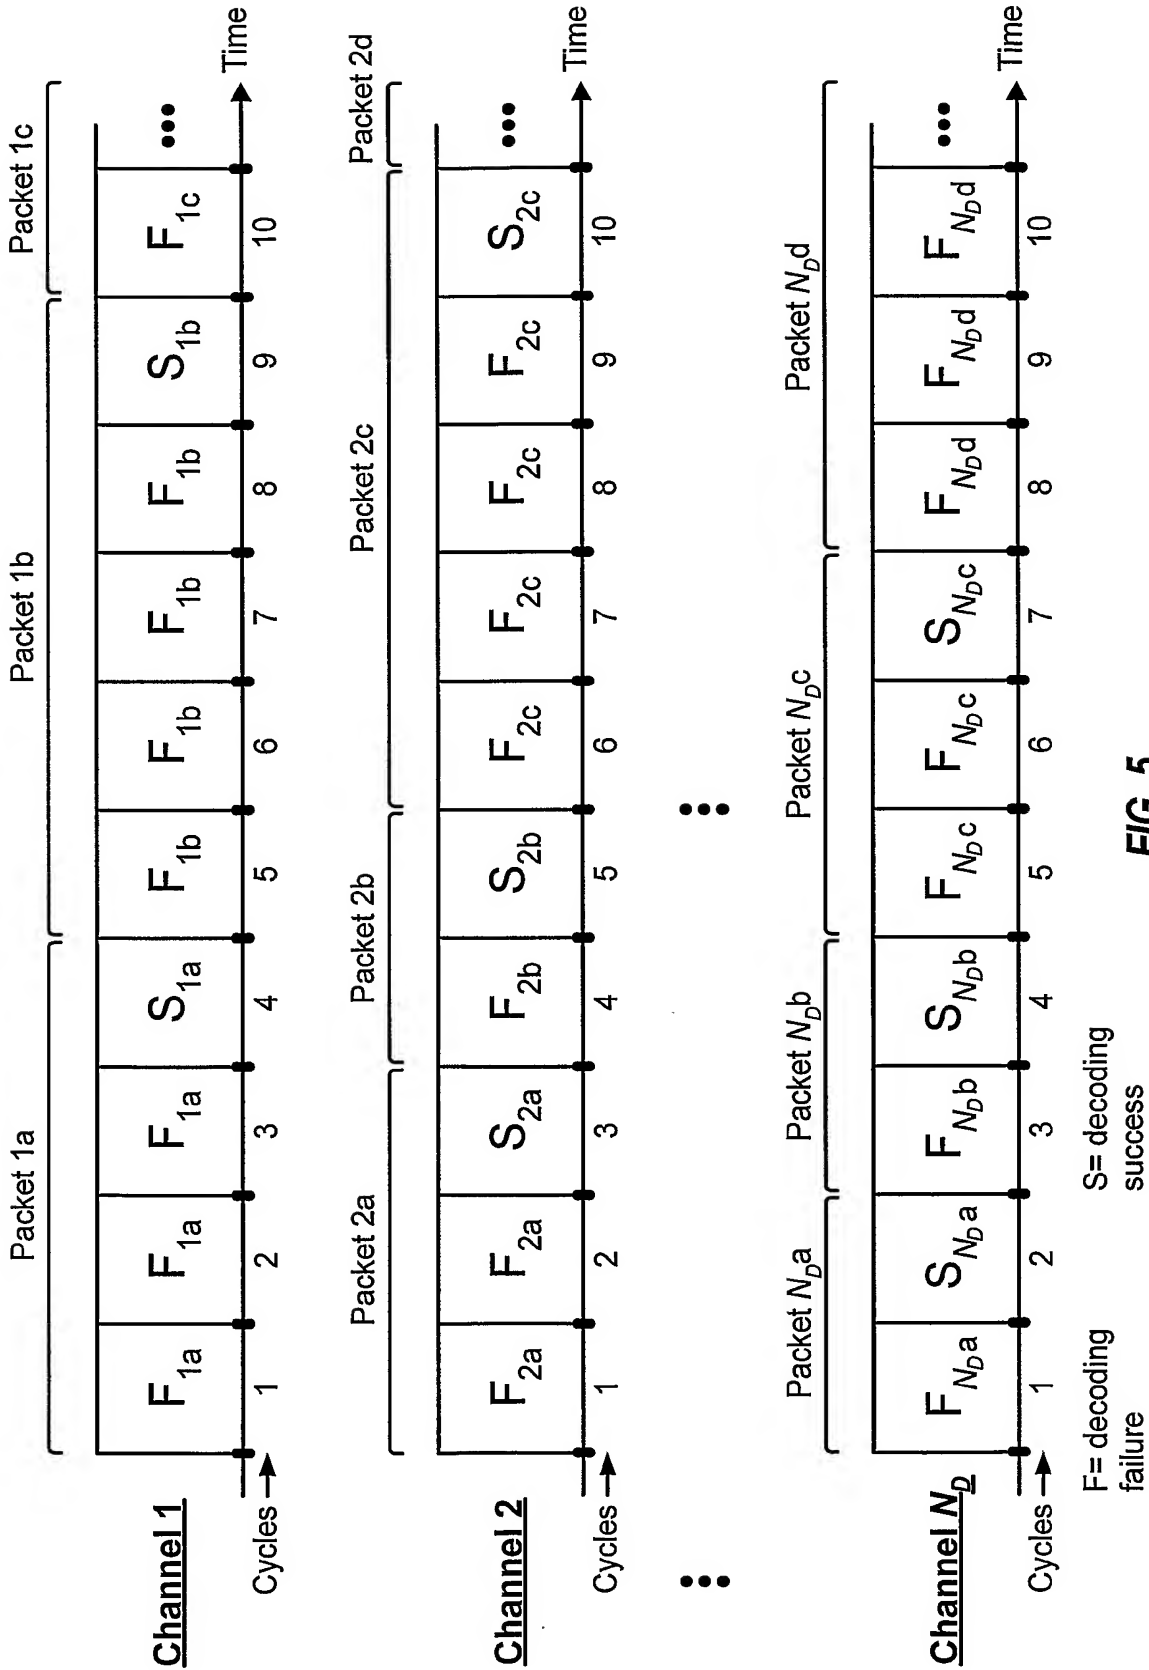 Packet 1a Packet 1b Packet 1c
Channel 1 F1a F1a F1a S1a F1b F1b F1b F1b S1b F1c •••
Cycles → 1 2 3 4 5 6 7 8 9 10 Time
Packet 2a Packet 2b Packet 2c Packet 2d
Channel 2 F2a F2a S2a F2b S2b F2c F2c F2c F2c S2c •••
Cycles → 1 2 3 4 5 6 7 8 9 10 Time
••• •••
Packet NDa Packet NDb Packet NDc Packet NDd
Channel ND FNDa SNDa FNDb SNDb FNDc FNDc SNDc FNDd FNDd FNDd •••
Cycles → 1 2 3 4 5 6 7 8 9 10 Time
F= decoding S= decoding
failure success
FIG. 5